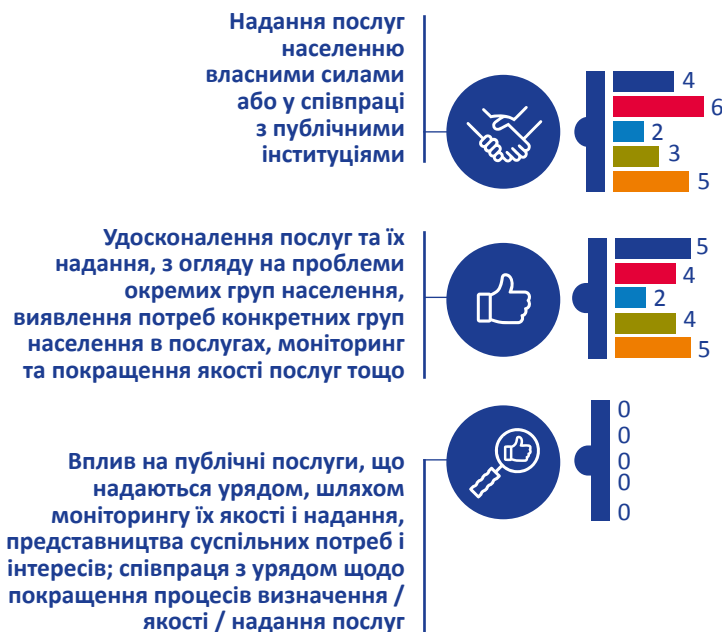 Надання послуг
населенню
власними силами
або у співпраці
з публічними
інституціями
4
6
2
3
5
Удосконалення послуг та їх
надання, з огляду на проблеми
окремих груп населення,
виявлення потреб конкретних груп
населення в послугах, моніторинг
та покращення якості послуг тощо
5
4
2
4
5
Вплив на публічні послуги, що
надаються урядом, шляхом
моніторингу їх якості і надання,
представництва суспільних потреб і
інтересів; співпраця з урядом щодо
покращення процесів визначення /
якості / надання послуг
0
0
0
0
0